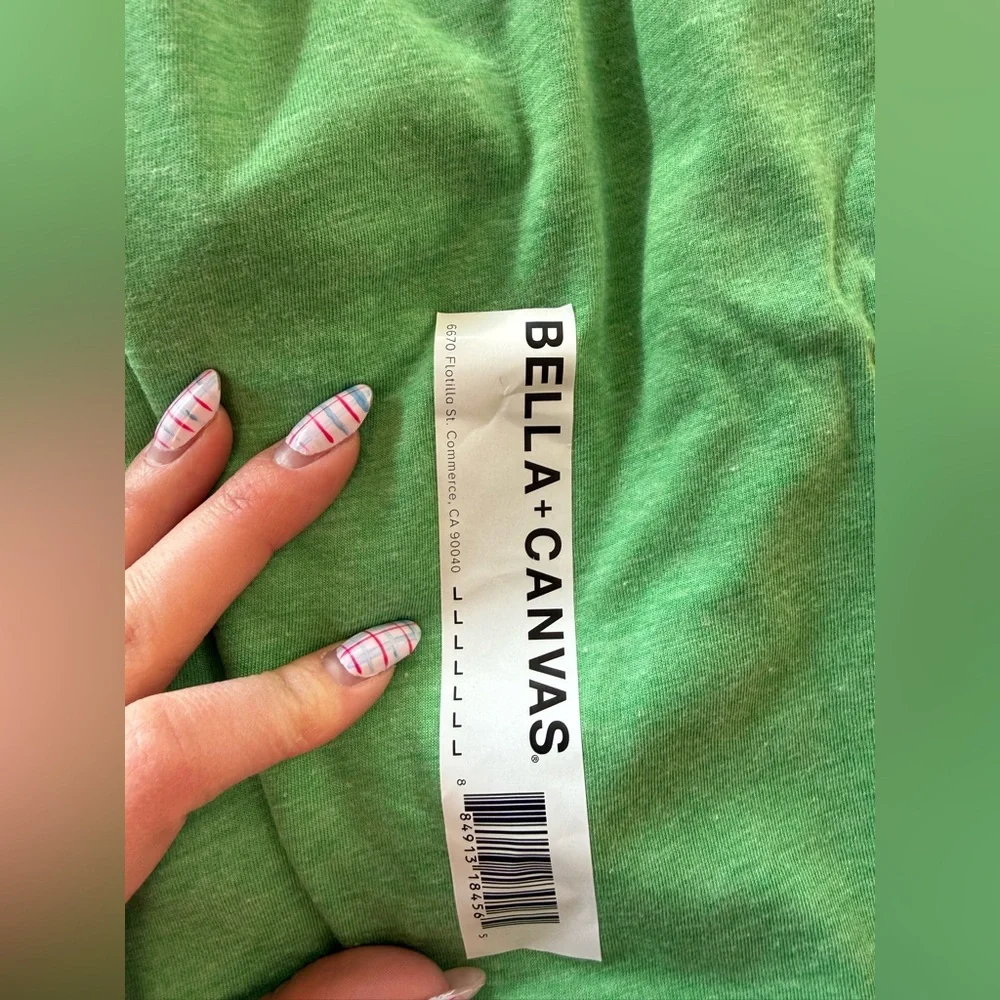 BELLA+CANVAS®
6670 Flotilla St. Commerce, CA 90040
L L L L L L L
8 84913 18456 5